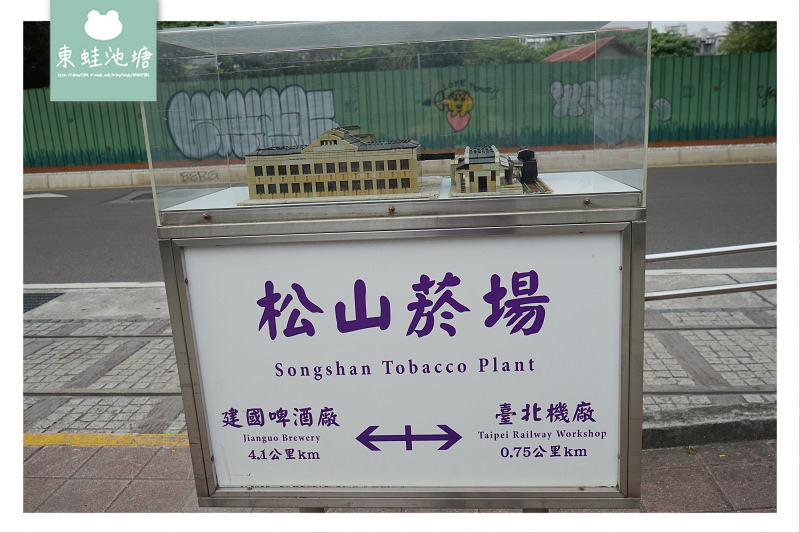 東蛙池塘
BERG
松山菸場
Songshan Tobacco Plant
建國啤酒廠
Jianguo Brewery
4.1公里km
臺北機廠
Taipei Railway Workshop
0.75公里km